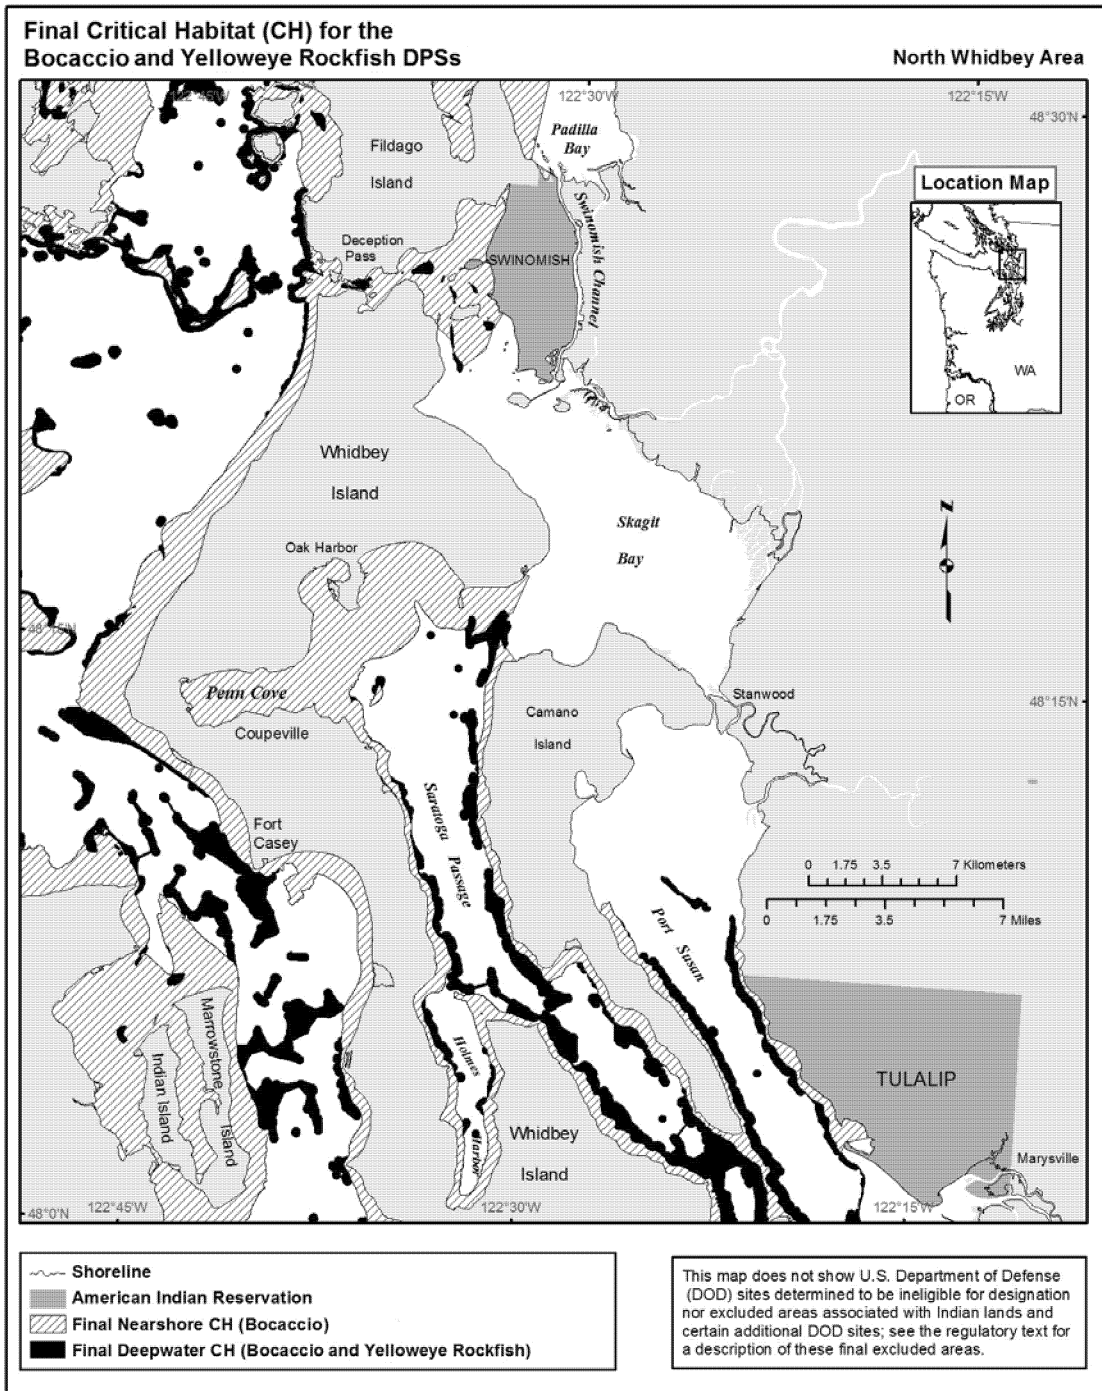 Final Critical Habitat (CH) for the
Bocaccio and Yelloweye Rockfish DPSs
North Whidbey Area
122°45'W
122°30'W
122°15'W
48°30'N
Padilla
Bay
Fildago
Island
Location Map
WA
OR
Swinomish Channel
Deception
Pass
SWINOMISH
Whidbey
Island
Skagit
Bay
Oak Harbor
N
48°15'N
Penn Cove
Coupeville
Camano
Island
Stanwood
48°15'N
Saratoga
Passage
Fort
Casey
0 1.75 3.5 7 Kilometers
0 1.75 3.5 7 Miles
Port
Susan
Marrowstone
Island
Indian Island
Holmes
Harbor
TULALIP
Whidbey
Island
Marysville
48°0'N
122°45'W
122°30'W
122°15'W
Shoreline
American Indian Reservation
Final Nearshore CH (Bocaccio)
Final Deepwater CH (Bocaccio and Yelloweye Rockfish)
This map does not show U.S. Department of Defense
(DOD) sites determined to be ineligible for designation
nor excluded areas associated with Indian lands and
certain additional DOD sites; see the regulatory text for
a description of these final excluded areas.